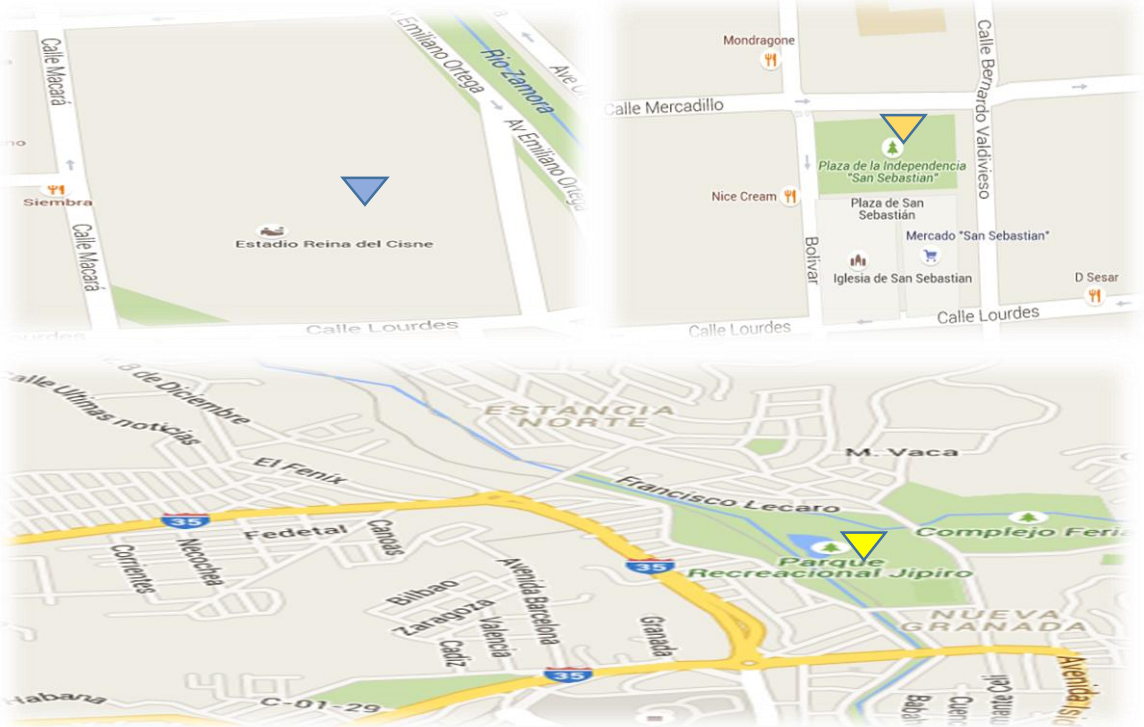 Calle Macará
Av Emiliano Ortega
Rio Zamora
Av Emiliano Ortega
Siembra
Calle Macará
Estadio Reina del Cisne
Calle Lourdes
Mondragone
Calle Mercadillo
Calle Bernardo Valdivieso
Plaza de la Independencia
"San Sebastian"
Nice Cream
Plaza de San
Sebastián
Bolivar
Mercado "San Sebastian"
Iglesia de San Sebastian
D Sesar
Calle Lourdes
Calle Lourdes
8 de Diciembre
Calle Ultimas noticias
ESTANCIA
NORTE
M. Vaca
El Fenix
Francisco Lecaro
35
Fedetal
Canoas
Corrientes
Necochea
Complejo Feria
Parque
Recreacional Jipiro
35
Avenida Barcelona
Bilbao
Zaragoza
Valencia
Cadiz
Granada
NUEVA
GRANADA
35
Habana
C-01-29